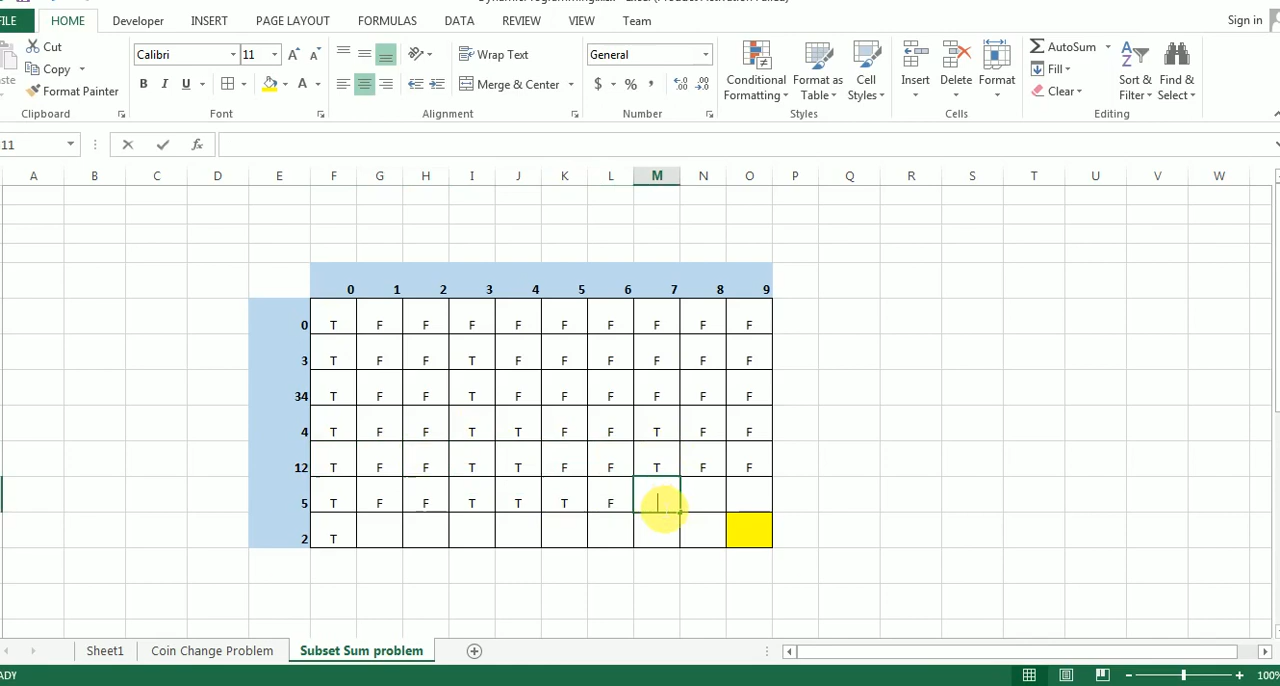 FILE HOME Developer INSERT PAGE LAYOUT FORMULAS DATA REVIEW VIEW Team Sign in
Cut
Copy
Format Painter
Clipboard
Calibri 11
B I U
Font
Wrap Text
Merge & Center
Alignment
General
$ % ,
Number
Conditional Formatting
Format as Table
Cell Styles
Styles
Insert Delete Format
Cells
AutoSum
Fill
Clear
Sort & Filter
Find & Select
Editing
11 fx
A B C D E F G H I J K L M N O P Q R S T U V W
0 1 2 3 4 5 6 7 8 9
0 T F F F F F F F F F
3 T F F T F F F F F F
34 T F F T F F F F F F
4 T F F T T F F T F F
12 T F F T T F F T F F
5 T F F T T T F
2 T
Sheet1 Coin Change Problem Subset Sum problem
ADY 100%